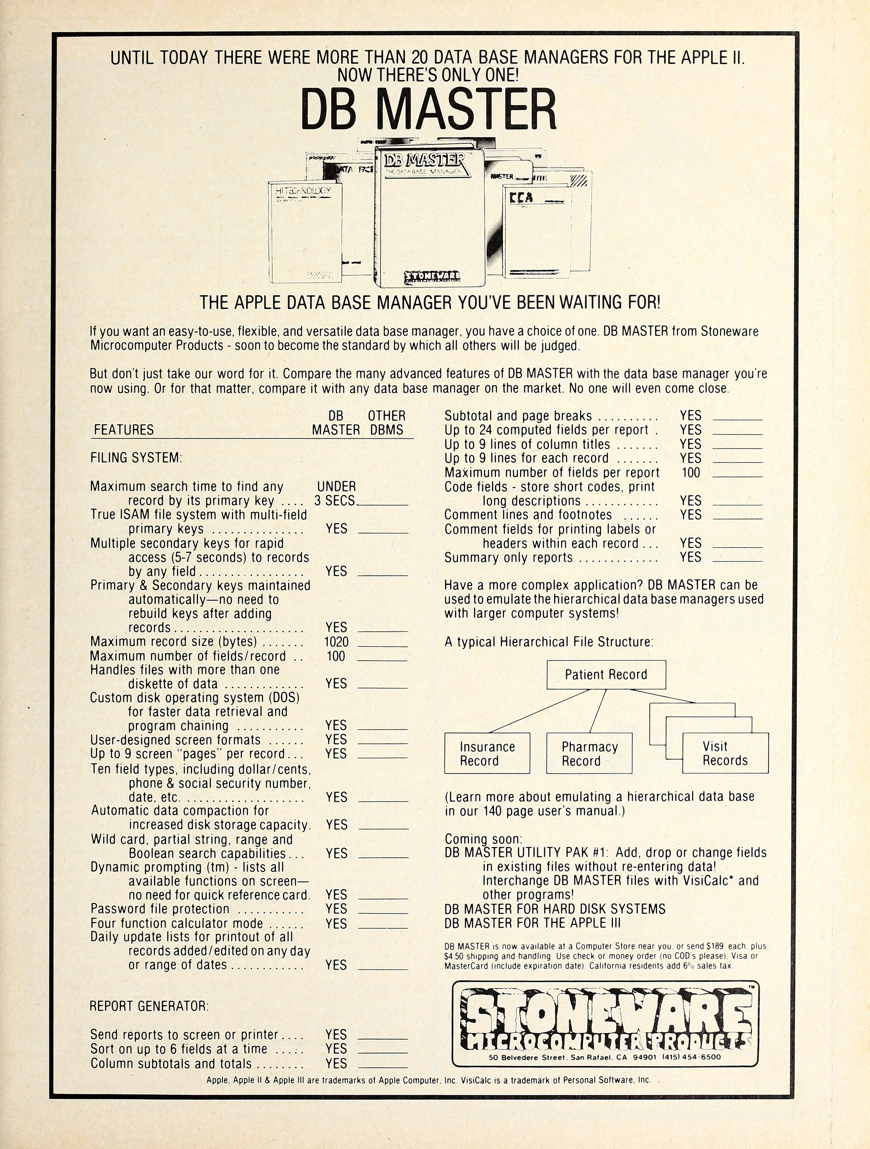 UNTIL TODAY THERE WERE MORE THAN 20 DATA BASE MANAGERS FOR THE APPLE II.
NOW THERE'S ONLY ONE!
DB MASTER
DB MASTER
THE DATA BASE MANAGER
HI TECHNOLOGY
MASTER
CCA
STONEWARE
THE APPLE DATA BASE MANAGER YOU'VE BEEN WAITING FOR!
If you want an easy-to-use, flexible, and versatile data base manager, you have a choice of one. DB MASTER from Stoneware
Microcomputer Products - soon to become the standard by which all others will be judged.
But don't just take our word for it. Compare the many advanced features of DB MASTER with the data base manager you're
now using. Or for that matter, compare it with any data base manager on the market. No one will even come close.
DB OTHER
FEATURES MASTER DBMS
FILING SYSTEM:
Maximum search time to find any UNDER
record by its primary key .... 3 SECS.
True ISAM file system with multi-field
primary keys ............... YES
Multiple secondary keys for rapid
access (5-7 seconds) to records
by any field................. YES
Primary & Secondary keys maintained
automatically—no need to
rebuild keys after adding
records..................... YES
Maximum record size (bytes) ....... 1020
Maximum number of fields/record .. 100
Handles files with more than one
diskette of data ............. YES
Custom disk operating system (DOS)
for faster data retrieval and
program chaining ........... YES
User-designed screen formats ...... YES
Up to 9 screen "pages" per record... YES
Ten field types, including dollar/cents,
phone & social security number,
date, etc. ................... YES
Automatic data compaction for
increased disk storage capacity. YES
Wild card, partial string, range and
Boolean search capabilities... YES
Dynamic prompting (tm) - lists all
available functions on screen—
no need for quick reference card. YES
Password file protection ........... YES
Four function calculator mode ...... YES
Daily update lists for printout of all
records added/edited on any day
or range of dates ............ YES
REPORT GENERATOR:
Send reports to screen or printer.... YES
Sort on up to 6 fields at a time ..... YES
Column subtotals and totals ........ YES
Subtotal and page breaks .......... YES
Up to 24 computed fields per report . YES
Up to 9 lines of column titles ....... YES
Up to 9 lines for each record ....... YES
Maximum number of fields per report 100
Code fields - store short codes, print
long descriptions ............ YES
Comment lines and footnotes ...... YES
Comment fields for printing labels or
headers within each record ... YES
Summary only reports ............. YES
Have a more complex application? DB MASTER can be
used to emulate the hierarchical data base managers used
with larger computer systems!
A typical Hierarchical File Structure:
Patient Record
Insurance
Record
Pharmacy
Record
Visit
Records
(Learn more about emulating a hierarchical data base
in our 140 page user's manual.)
Coming soon:
DB MASTER UTILITY PAK #1: Add, drop or change fields
in existing files without re-entering data!
Interchange DB MASTER files with VisiCalc* and
other programs!
DB MASTER FOR HARD DISK SYSTEMS
DB MASTER FOR THE APPLE III
DB MASTER is now available at a Computer Store near you, or send $189. each, plus
$4.50 shipping and handling. Use check or money order (no COD's please). Visa or
MasterCard (include expiration date). California residents add 6% sales tax.
STONEWARE™
MICROCOMPUTER PRODUCTS
50 Belvedere Street, San Rafael, CA 94901 (415) 454-6500
Apple, Apple II & Apple III are trademarks of Apple Computer, Inc. VisiCalc is a trademark of Personal Software, Inc.